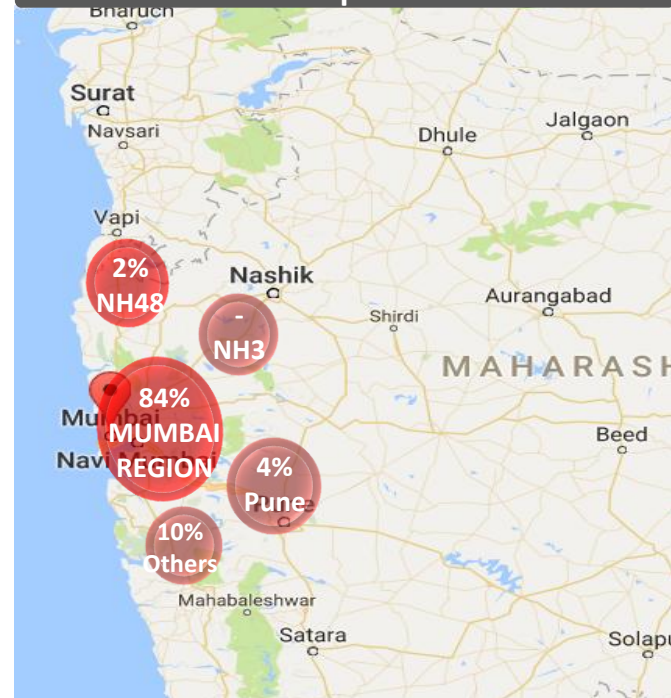 Bharuch
Surat
Navsari
Dhule
Jalgaon
Vapi
2%
NH48
Nashik
Aurangabad
-
NH3
Shirdi
MAHARASH
84%
Mumbai
MUMBAI
REGION
Navi Mumbai
Beed
4%
Pune
10%
Others
Mahabaleshwar
Satara
Solapu